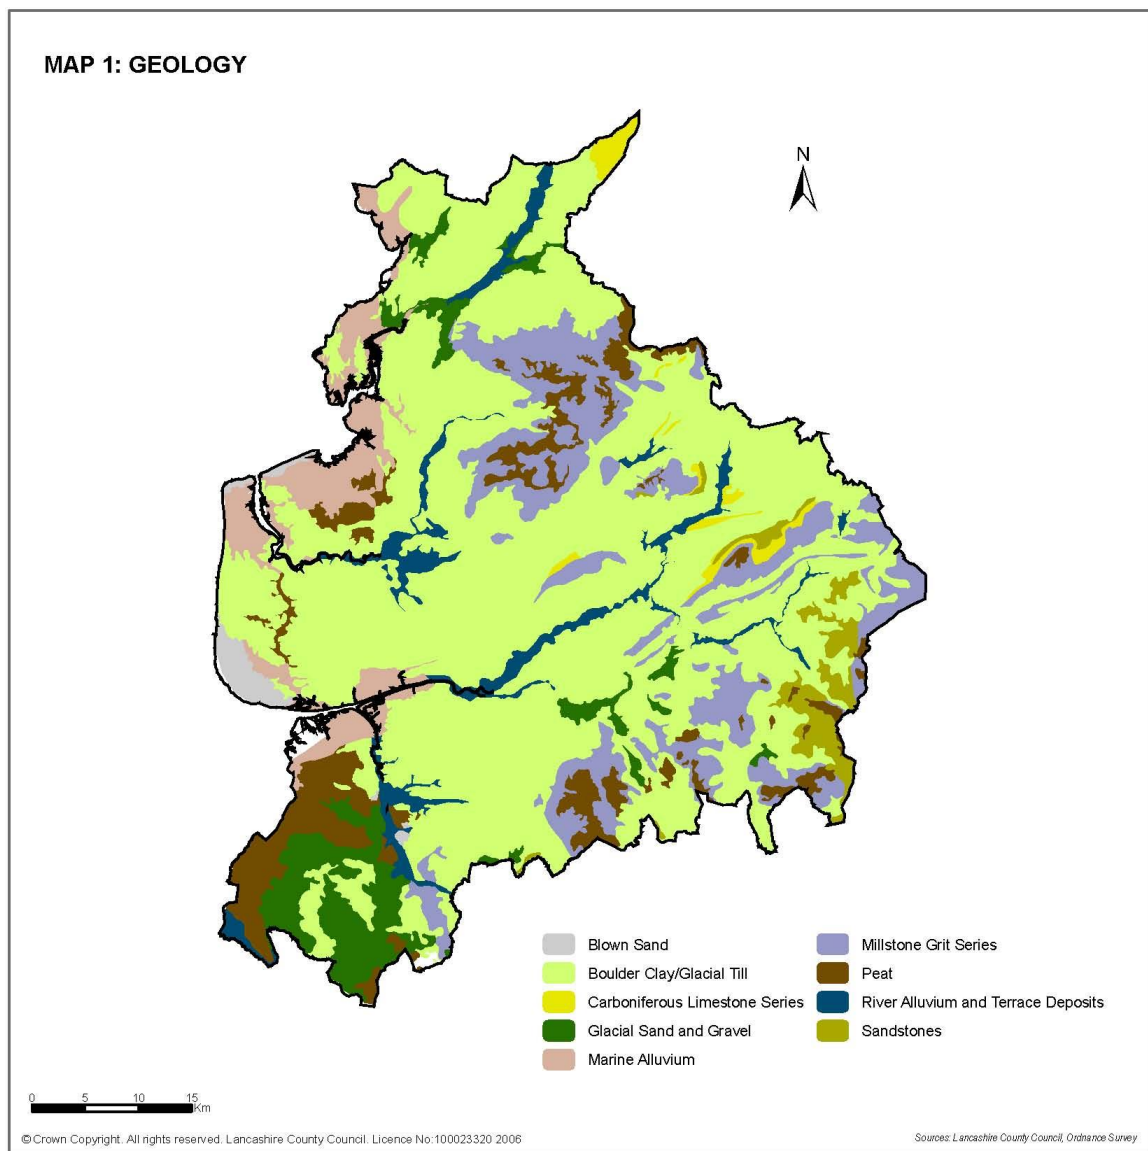 MAP 1: GEOLOGY
N
Blown Sand
Boulder Clay/Glacial Till
Carboniferous Limestone Series
Glacial Sand and Gravel
Marine Alluvium
Millstone Grit Series
Peat
River Alluvium and Terrace Deposits
Sandstones
0 5 10 15
Km
© Crown Copyright. All rights reserved. Lancashire County Council. Licence No:100023320 2006
Sources: Lancashire County Council, Ordnance Survey